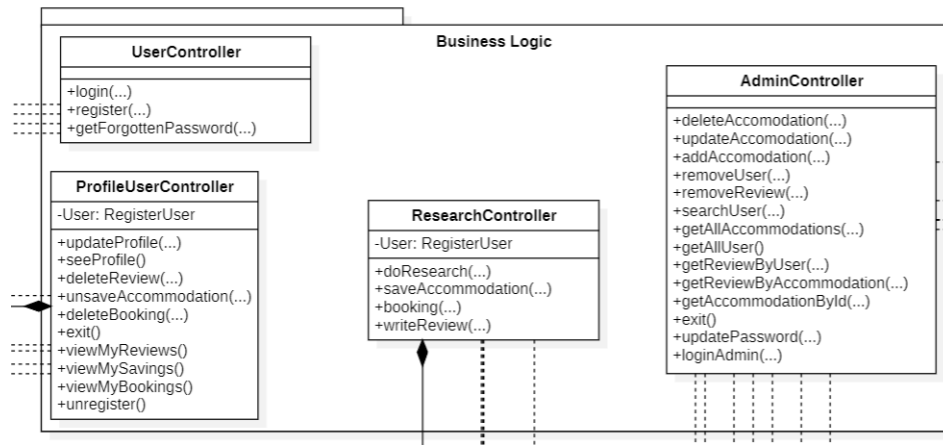 Business Logic
UserController
+login(...)
+register(...)
+getForgottenPassword(...)
ProfileUserController
-User: RegisterUser
+updateProfile(...)
+seeProfile()
+deleteReview(...)
+unsaveAccommodation(...)
+deleteBooking(...)
+exit()
+viewMyReviews()
+viewMySavings()
+viewMyBookings()
+unregister()
ResearchController
-User: RegisterUser
+doResearch(...)
+saveAccommodation(...)
+booking(...)
+writeReview(...)
AdminController
+deleteAccomodation(...)
+updateAccomodation(...)
+addAccomodation(...)
+removeUser(...)
+removeReview(...)
+searchUser(...)
+getAllAccommodations(...)
+getAllUser()
+getReviewByUser(...)
+getReviewByAccommodation(...)
+getAccommodationById(...)
+exit()
+updatePassword(...)
+loginAdmin(...)